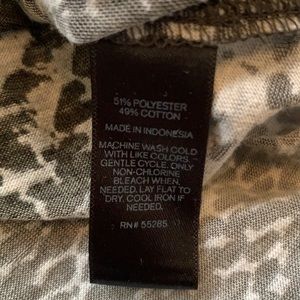 51% POLYESTER
49% COTTON
MADE IN INDONESIA
MACHINE WASH COLD
WITH LIKE COLORS.
GENTLE CYCLE. ONLY
NON-CHLORINE
BLEACH WHEN
NEEDED. LAY FLAT TO
DRY. COOL IRON IF
NEEDED.
RN# 55285